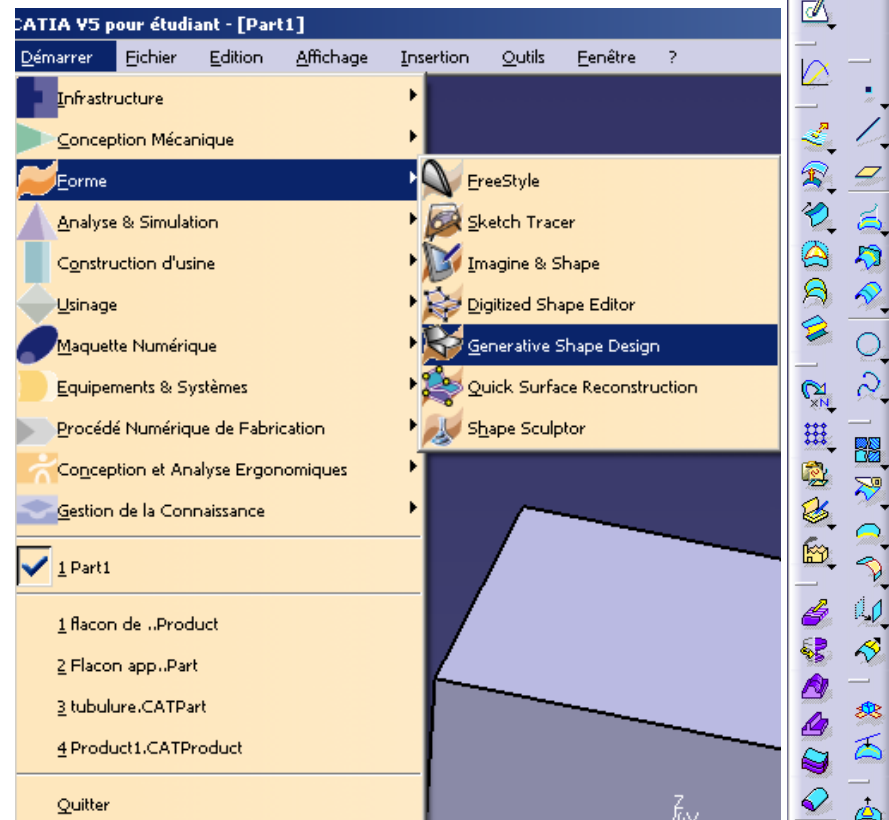 CATIA V5 pour étudiant - [Part1]
Démarrer Fichier Edition Affichage Insertion Outils Fenêtre ?
Infrastructure
Conception Mécanique
Forme
Analyse & Simulation
Construction d'usine
Usinage
Maquette Numérique
Equipements & Systèmes
Procédé Numérique de Fabrication
Conception et Analyse Ergonomiques
Gestion de la Connaissance
1 Part1
1 flacon de ..Product
2 Flacon app..Part
3 tubulure.CATPart
4 Product1.CATProduct
Quitter
FreeStyle
Sketch Tracer
Imagine & Shape
Digitized Shape Editor
Generative Shape Design
Quick Surface Reconstruction
Shape Sculptor
z
xN